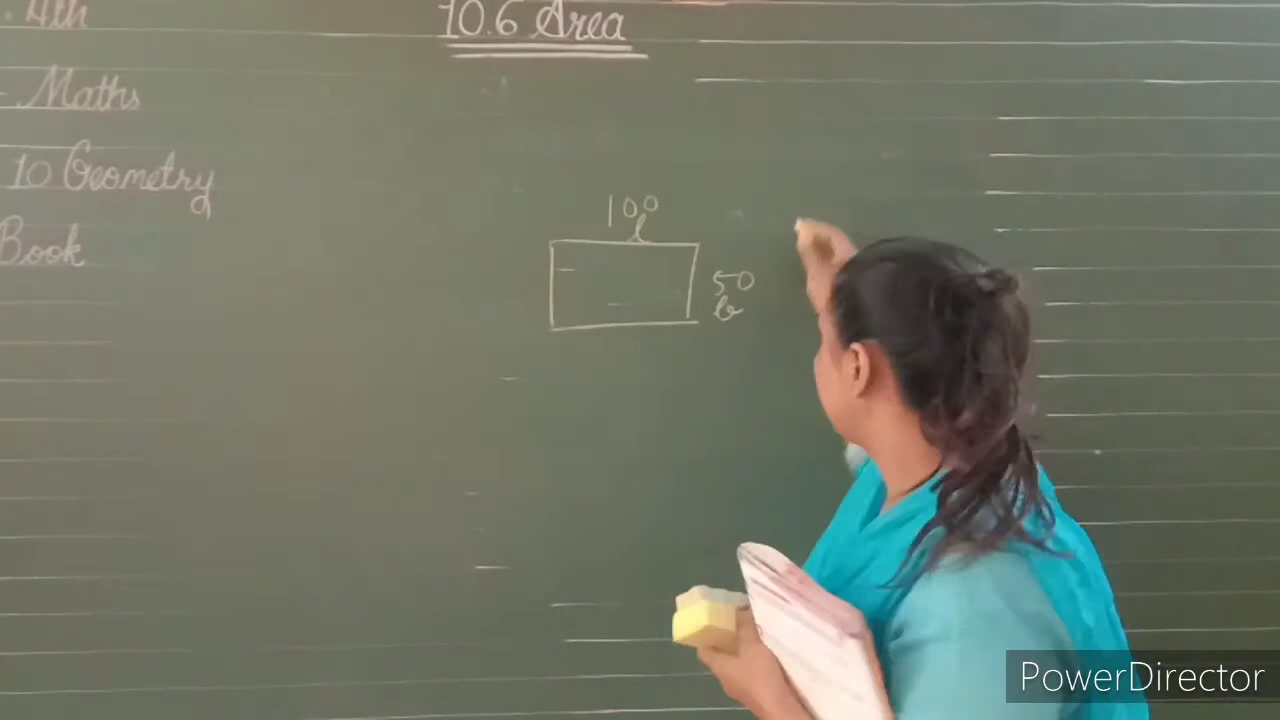 10.6 Area
. 4th
- Maths
10 Geometry
Book
100
l
50
b
PowerDirector